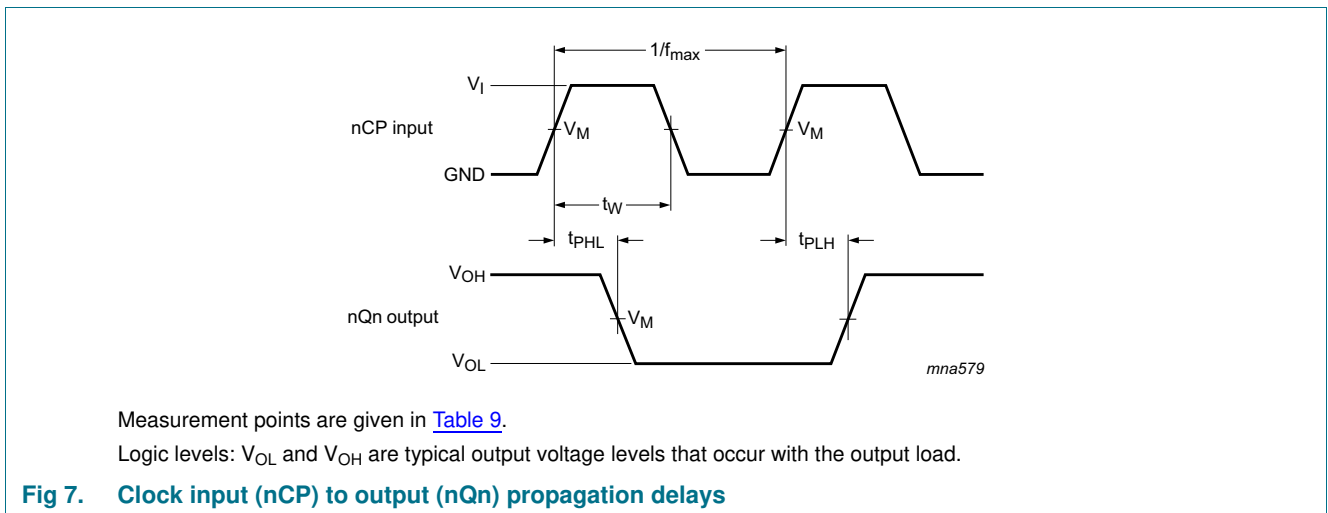 1/fmax
VI
nCP input
VM
VM
GND
tW
tPHL
tPLH
VOH
nQn output
VM
VOL
mna579
Measurement points are given in Table 9.
Logic levels: VOL and VOH are typical output voltage levels that occur with the output load.
Fig 7. Clock input (nCP) to output (nQn) propagation delays